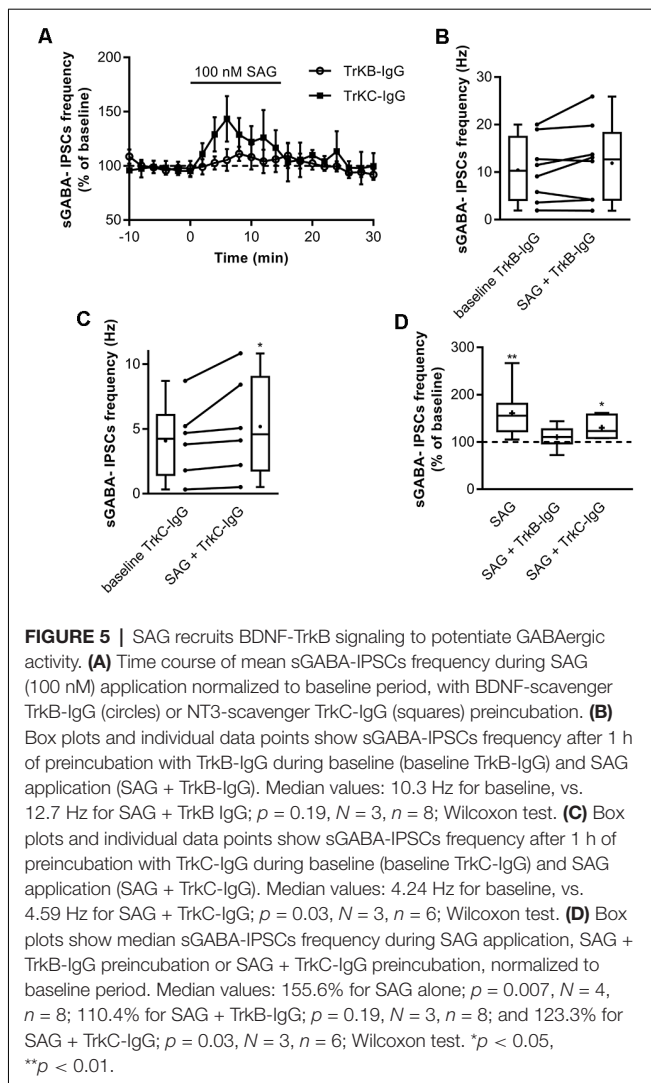 A
sGABA- IPSCs frequency
(% of baseline)
200
150
100
50
100 nM SAG
TrKB-IgG
TrKC-IgG
-10
0
10
20
30
Time (min)
B
sGABA- IPSCs frequency (Hz)
30
20
10
0
baseline TrkB-IgG
SAG + TrkB-IgG
C
sGABA- IPSCs frequency (Hz)
10
5
0
*
baseline TrkC-IgG
SAG + TrkC-IgG
D
sGABA- IPSCs frequency
(% of baseline)
300
200
100
0
**
*
SAG
SAG + TrkB-IgG
SAG + TrkC-IgG
FIGURE 5 | SAG recruits BDNF-TrkB signaling to potentiate GABAergic
activity. (A) Time course of mean sGABA-IPSCs frequency during SAG
(100 nM) application normalized to baseline period, with BDNF-scavenger
TrkB-IgG (circles) or NT3-scavenger TrkC-IgG (squares) preincubation. (B)
Box plots and individual data points show sGABA-IPSCs frequency after 1 h
of preincubation with TrkB-IgG during baseline (baseline TrkB-IgG) and SAG
application (SAG + TrkB-IgG). Median values: 10.3 Hz for baseline, vs.
12.7 Hz for SAG + TrkB IgG; p = 0.19, N = 3, n = 8; Wilcoxon test. (C) Box
plots and individual data points show sGABA-IPSCs frequency after 1 h of
preincubation with TrkC-IgG during baseline (baseline TrkC-IgG) and SAG
application (SAG + TrkC-IgG). Median values: 4.24 Hz for baseline, vs.
4.59 Hz for SAG + TrkC-IgG; p = 0.03, N = 3, n = 6; Wilcoxon test. (D) Box
plots show median sGABA-IPSCs frequency during SAG application, SAG +
TrkB-IgG preincubation or SAG + TrkC-IgG preincubation, normalized to
baseline period. Median values: 155.6% for SAG alone; p = 0.007, N = 4,
n = 8; 110.4% for SAG + TrkB-IgG; p = 0.19, N = 3, n = 8; and 123.3% for
SAG + TrkC-IgG; p = 0.03, N = 3, n = 6; Wilcoxon test. *p < 0.05,
**p < 0.01.